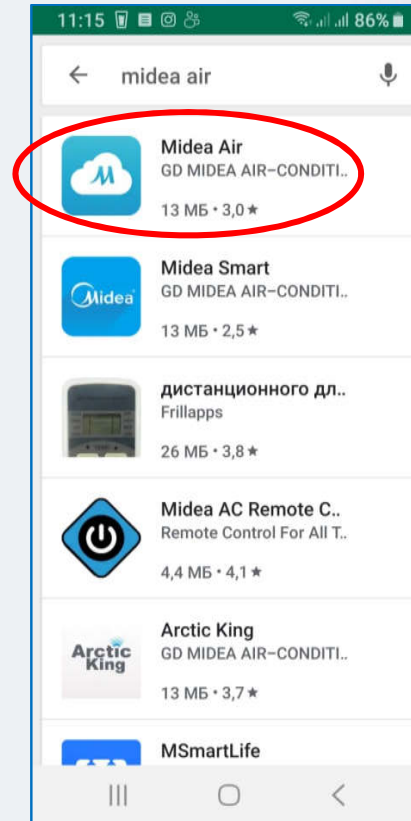 11:15 86%
midea air
Midea Air
GD MIDEA AIR-CONDITI..
13 МБ • 3,0 ★
Midea Smart
GD MIDEA AIR-CONDITI..
Midea
13 МБ • 2,5 ★
дистанционного дл..
Frillapps
26 МБ • 3,8 ★
Midea AC Remote C..
Remote Control For All T..
4,4 МБ • 4,1 ★
Arctic King
GD MIDEA AIR-CONDITI..
Arctic
King
13 МБ • 3,7 ★
MSmartLife